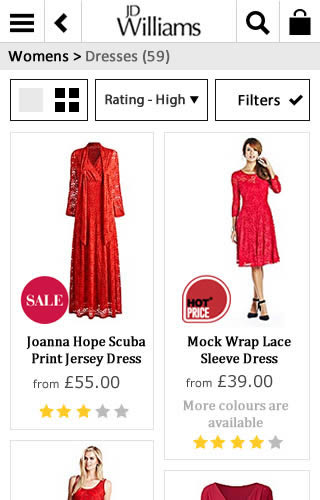 JD
Williams
Womens > Dresses (59)
Rating - High ▼
Filters ✔
SALE
HOT
PRICE
Joanna Hope Scuba
Print Jersey Dress
from £55.00
Mock Wrap Lace
Sleeve Dress
from £39.00
More colours are
available